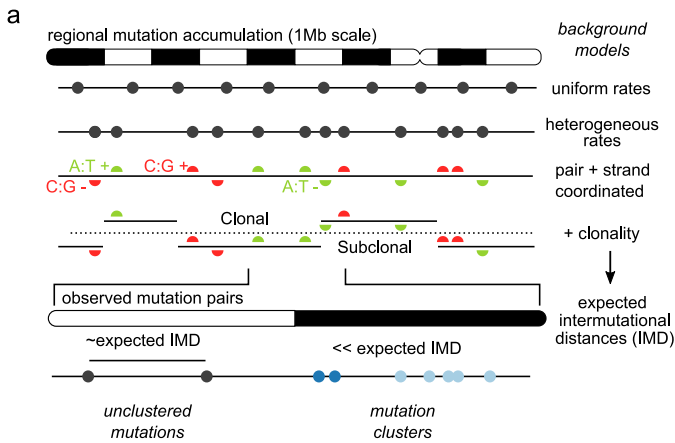 a
regional mutation accumulation (1Mb scale)
background
models
uniform rates
heterogeneous
rates
A:T +
C:G +
C:G -
A:T -
pair + strand
coordinated
Clonal
Subclonal
+ clonality
observed mutation pairs
expected
intermutational
distances (IMD)
~expected IMD
<< expected IMD
unclustered
mutations
mutation
clusters